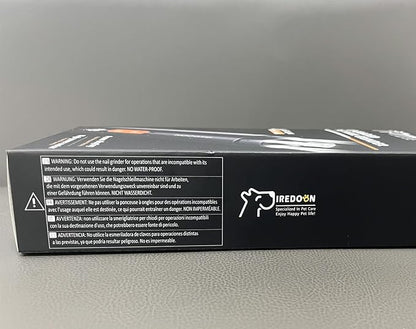 WARNING: Do not use the nail grinder for operations that are incompatible with its
intended use, which could result in danger. NO WATER-PROOF.
WARNUNG: Verwenden Sie die Nagelschleifmaschine nicht für Arbeiten,
die mit dem vorgesehenen Verwendungszweck unvereinbar sind und zu
einer Gefährdung führen können. NICHT WASSERDICHT.
AVERTISSEMENT: Ne pas utiliser la ponceuse à ongles pour des opérations incompatibles
avec l'usage auquel elle est destinée, ce qui pourrait entraîner un danger. NON IMPERMÉABLE.
AVVERTENZA: non utilizzare la smerigliatrice per chiodi per operazioni incompatibili
con la sua destinazione d'uso, che potrebbero essere fonte di pericolo.
ADVERTENCIA: No utilice la esmeriladora de clavos para operaciones distintas
a las previstas, ya que podría resultar peligroso. No es impermeable.
PIREDOON
Specialized in Pet Care
Enjoy Happy Pet life!